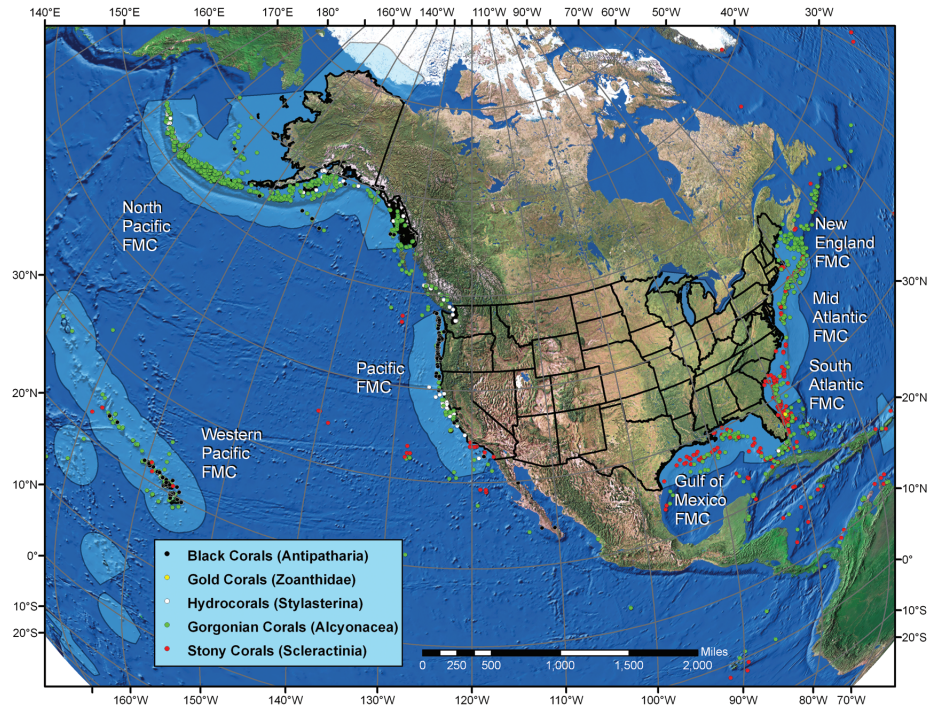 140°E 150°E 160°E 170°E 180° 160°W 140°W 130°W 120°W 110°W 100°W 90°W 80°W 70°W 60°W 50°W 40°W 30°W
North
Pacific
FMC
New
England
FMC
30°N
30°N
Mid
Atlantic
FMC
Pacific
FMC
South
Atlantic
FMC
20°N
20°N
Western
Pacific
FMC
Gulf of
Mexico
FMC
10°N
10°N
0°
0°
10°S
10°S
20°S
20°S
Black Corals (Antipatharia)
Gold Corals (Zoanthidae)
Hydrocorals (Stylasterina)
Gorgonian Corals (Alcyonacea)
Stony Corals (Scleractinia)
Miles
0 250 500 1,000 1,500 2,000
160°W 150°W 140°W 130°W 120°W 110°W 100°W 90°W 80°W 70°W